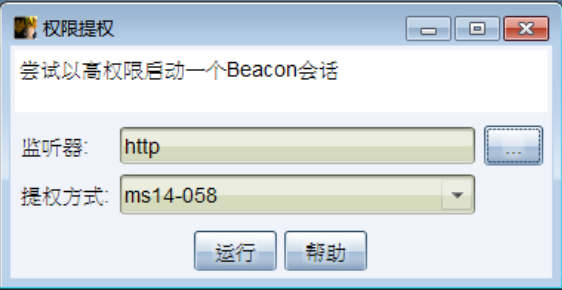 权限提权
尝试以高权限启动一个Beacon会话
监听器: http ...
提权方式: ms14-058
运行 帮助